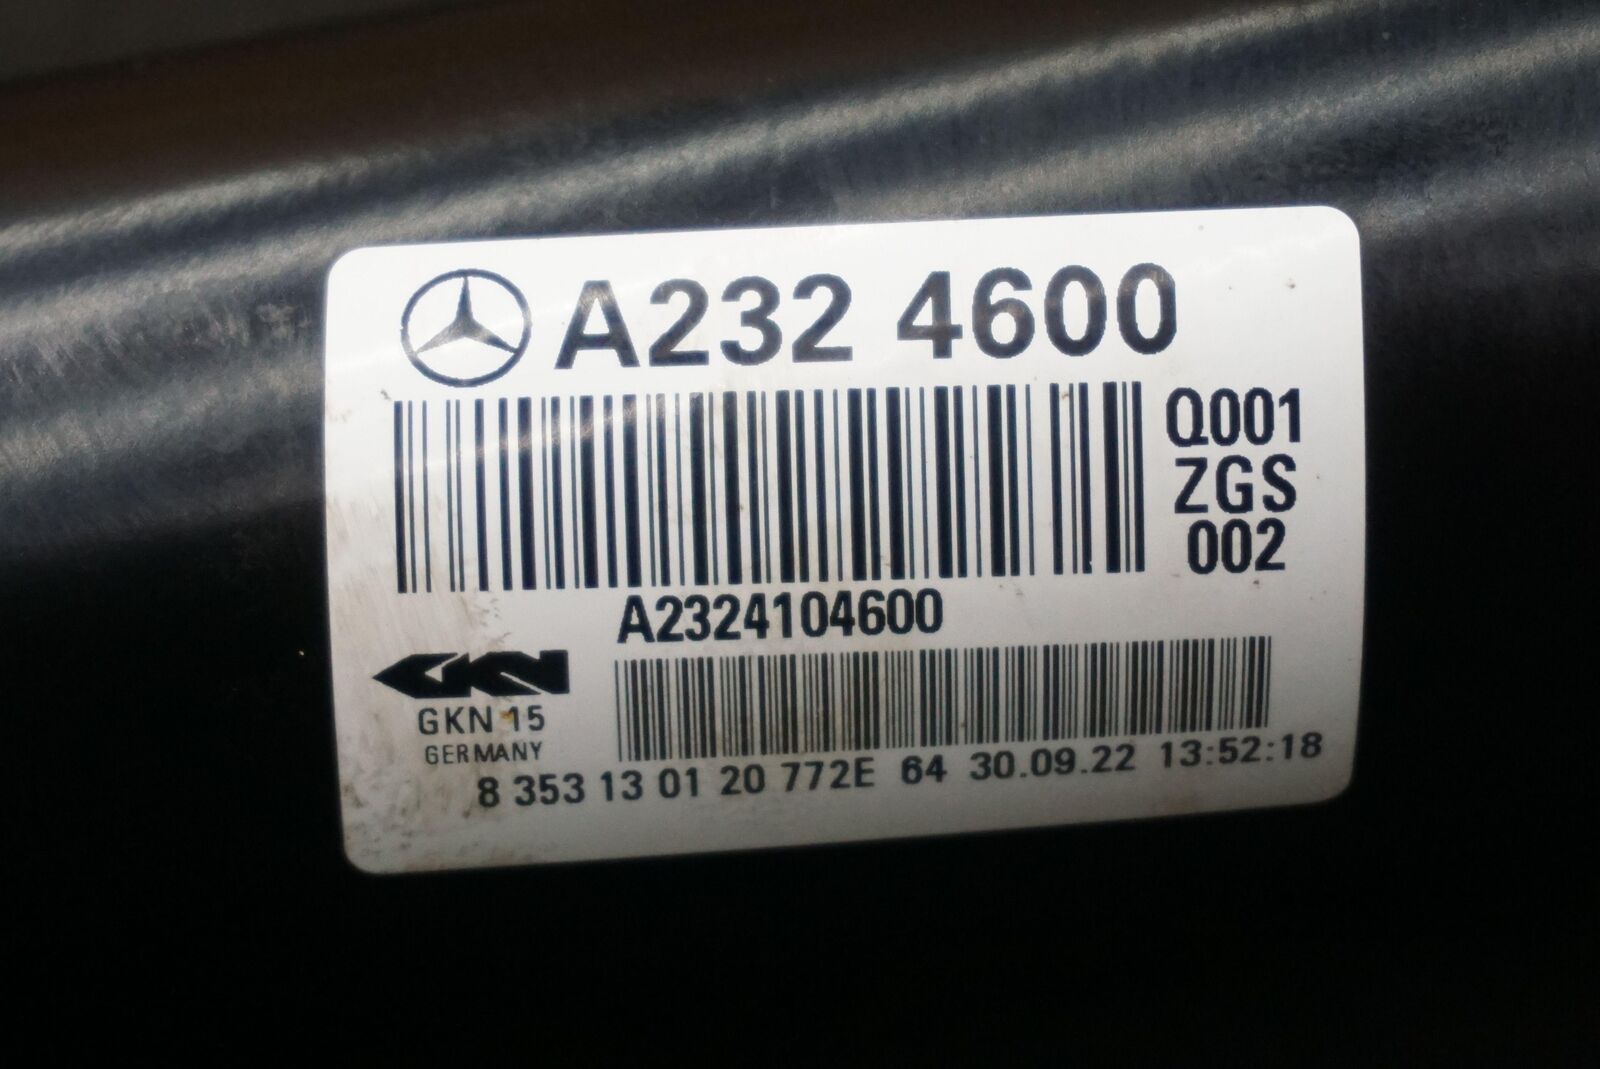 A232 4600
Q001
ZGS
002
A2324104600
GKN
GKN 15
GERMANY
8 353 13 01 20 772E 64 30.09.22 13:52:18